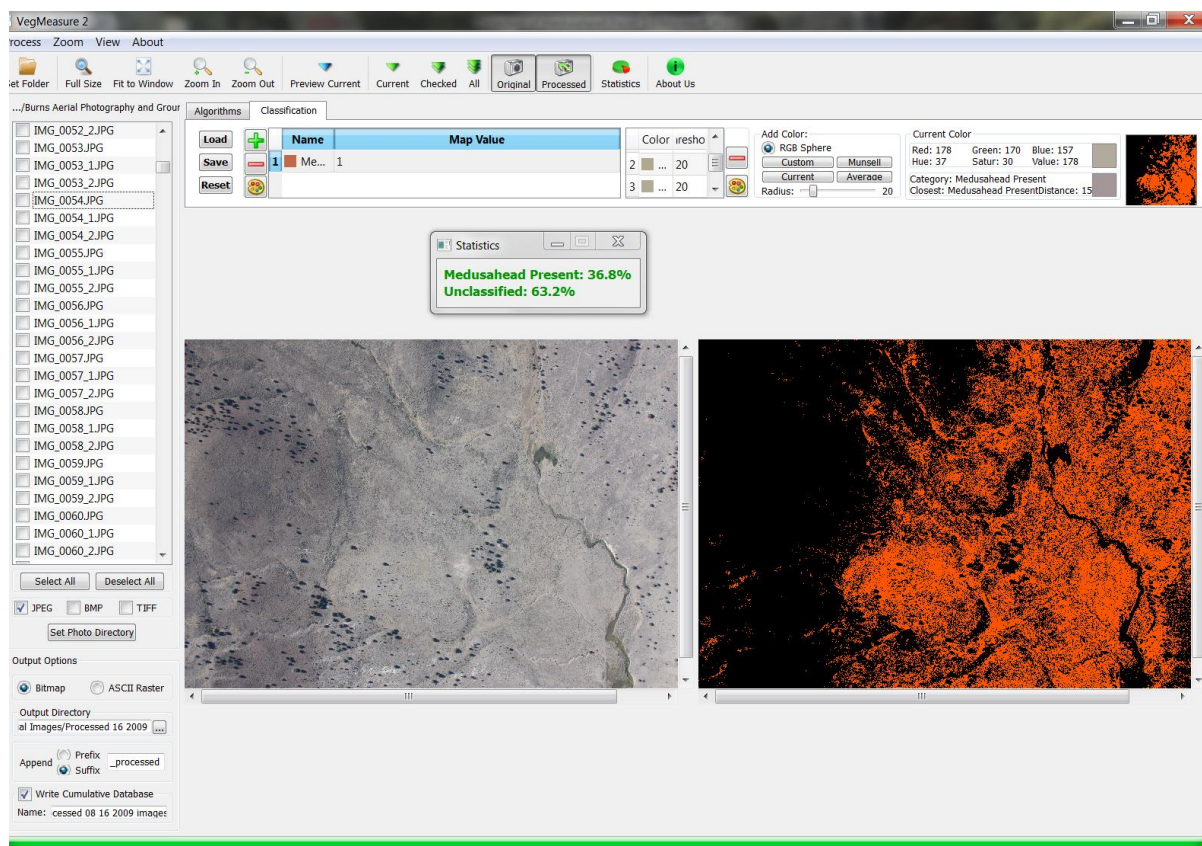 VegMeasure 2
rocess Zoom View About
et Folder Full Size Fit to Window Zoom In Zoom Out Preview Current Current Checked All Original Processed Statistics About Us
.../Burns Aerial Photography and Grour
Algorithms Classification
IMG_0052_2.JPG
IMG_0053.JPG
IMG_0053_1.JPG
IMG_0053_2.JPG
IMG_0054.JPG
IMG_0054_1.JPG
IMG_0054_2.JPG
IMG_0055.JPG
IMG_0055_1.JPG
IMG_0055_2.JPG
IMG_0056.JPG
IMG_0056_1.JPG
IMG_0056_2.JPG
IMG_0057.JPG
IMG_0057_1.JPG
IMG_0057_2.JPG
IMG_0058.JPG
IMG_0058_1.JPG
IMG_0058_2.JPG
IMG_0059.JPG
IMG_0059_1.JPG
IMG_0059_2.JPG
IMG_0060.JPG
IMG_0060_1.JPG
IMG_0060_2.JPG
Select All Deselect All
JPEG BMP TIFF
Set Photo Directory
Output Options
Bitmap ASCII Raster
Output Directory
al Images/Processed 16 2009 ...
Append Prefix
Suffix
_processed
Write Cumulative Database
Name: cessed 08 16 2009 images
Load
Save
Reset
Name Map Value
1 Me... 1
Color iresho
2 ... 20
3 ... 20
Add Color:
RGB Sphere
Custom Munsell
Current Average
Radius: 20
Current Color
Red: 178 Green: 170 Blue: 157
Hue: 37 Satur: 30 Value: 178
Category: Medusahead Present
Closest: Medusahead PresentDistance: 15
Statistics
Medusahead Present: 36.8%
Unclassified: 63.2%